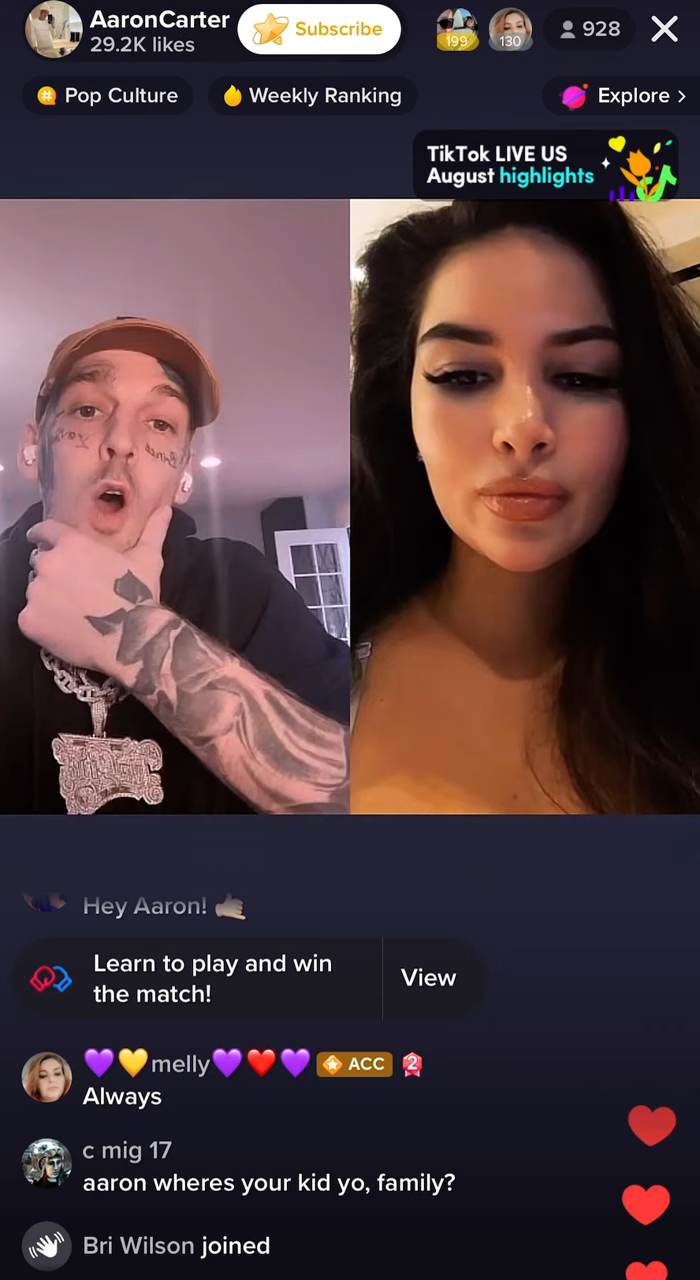 AaronCarter
29.2K likes
Subscribe
199
130
928
Pop Culture
Weekly Ranking
Explore >
TikTok LIVE US
August highlights
Hey Aaron! 🤙
Learn to play and win
the match!
View
💜💛melly💜❤️💜 ACC 2
Always
c mig 17
aaron wheres your kid yo, family?
Bri Wilson joined